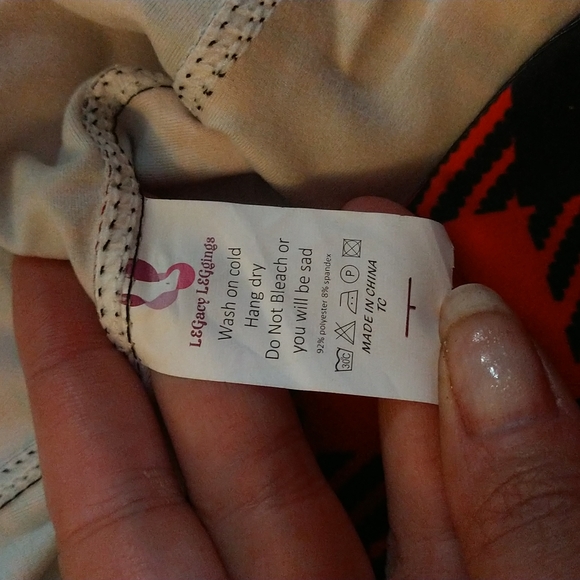 LEGacy LEGgings
Wash on cold
Hang dry
Do Not Bleach or
you will be sad
92% polyester 8% spandex
30C P
MADE IN CHINA
TC